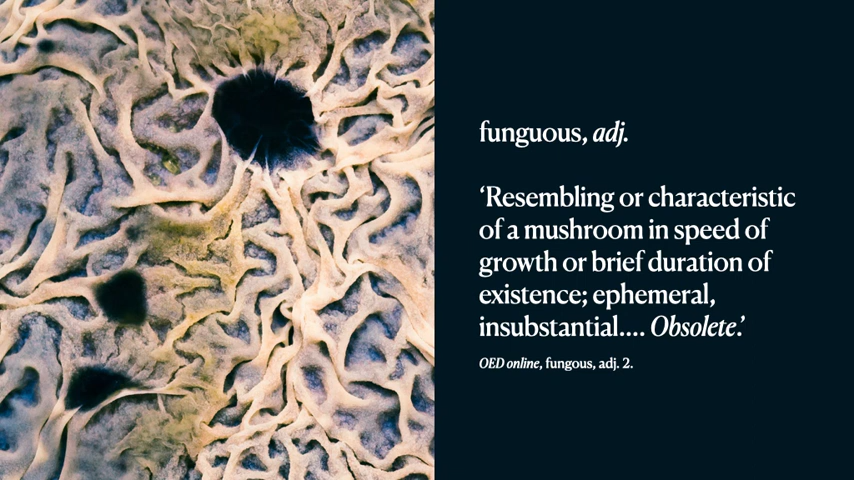 funguous, adj.
‘Resembling or characteristic
of a mushroom in speed of
growth or brief duration of
existence; ephemeral,
insubstantial.... Obsolete.’
OED online, fungous, adj. 2.